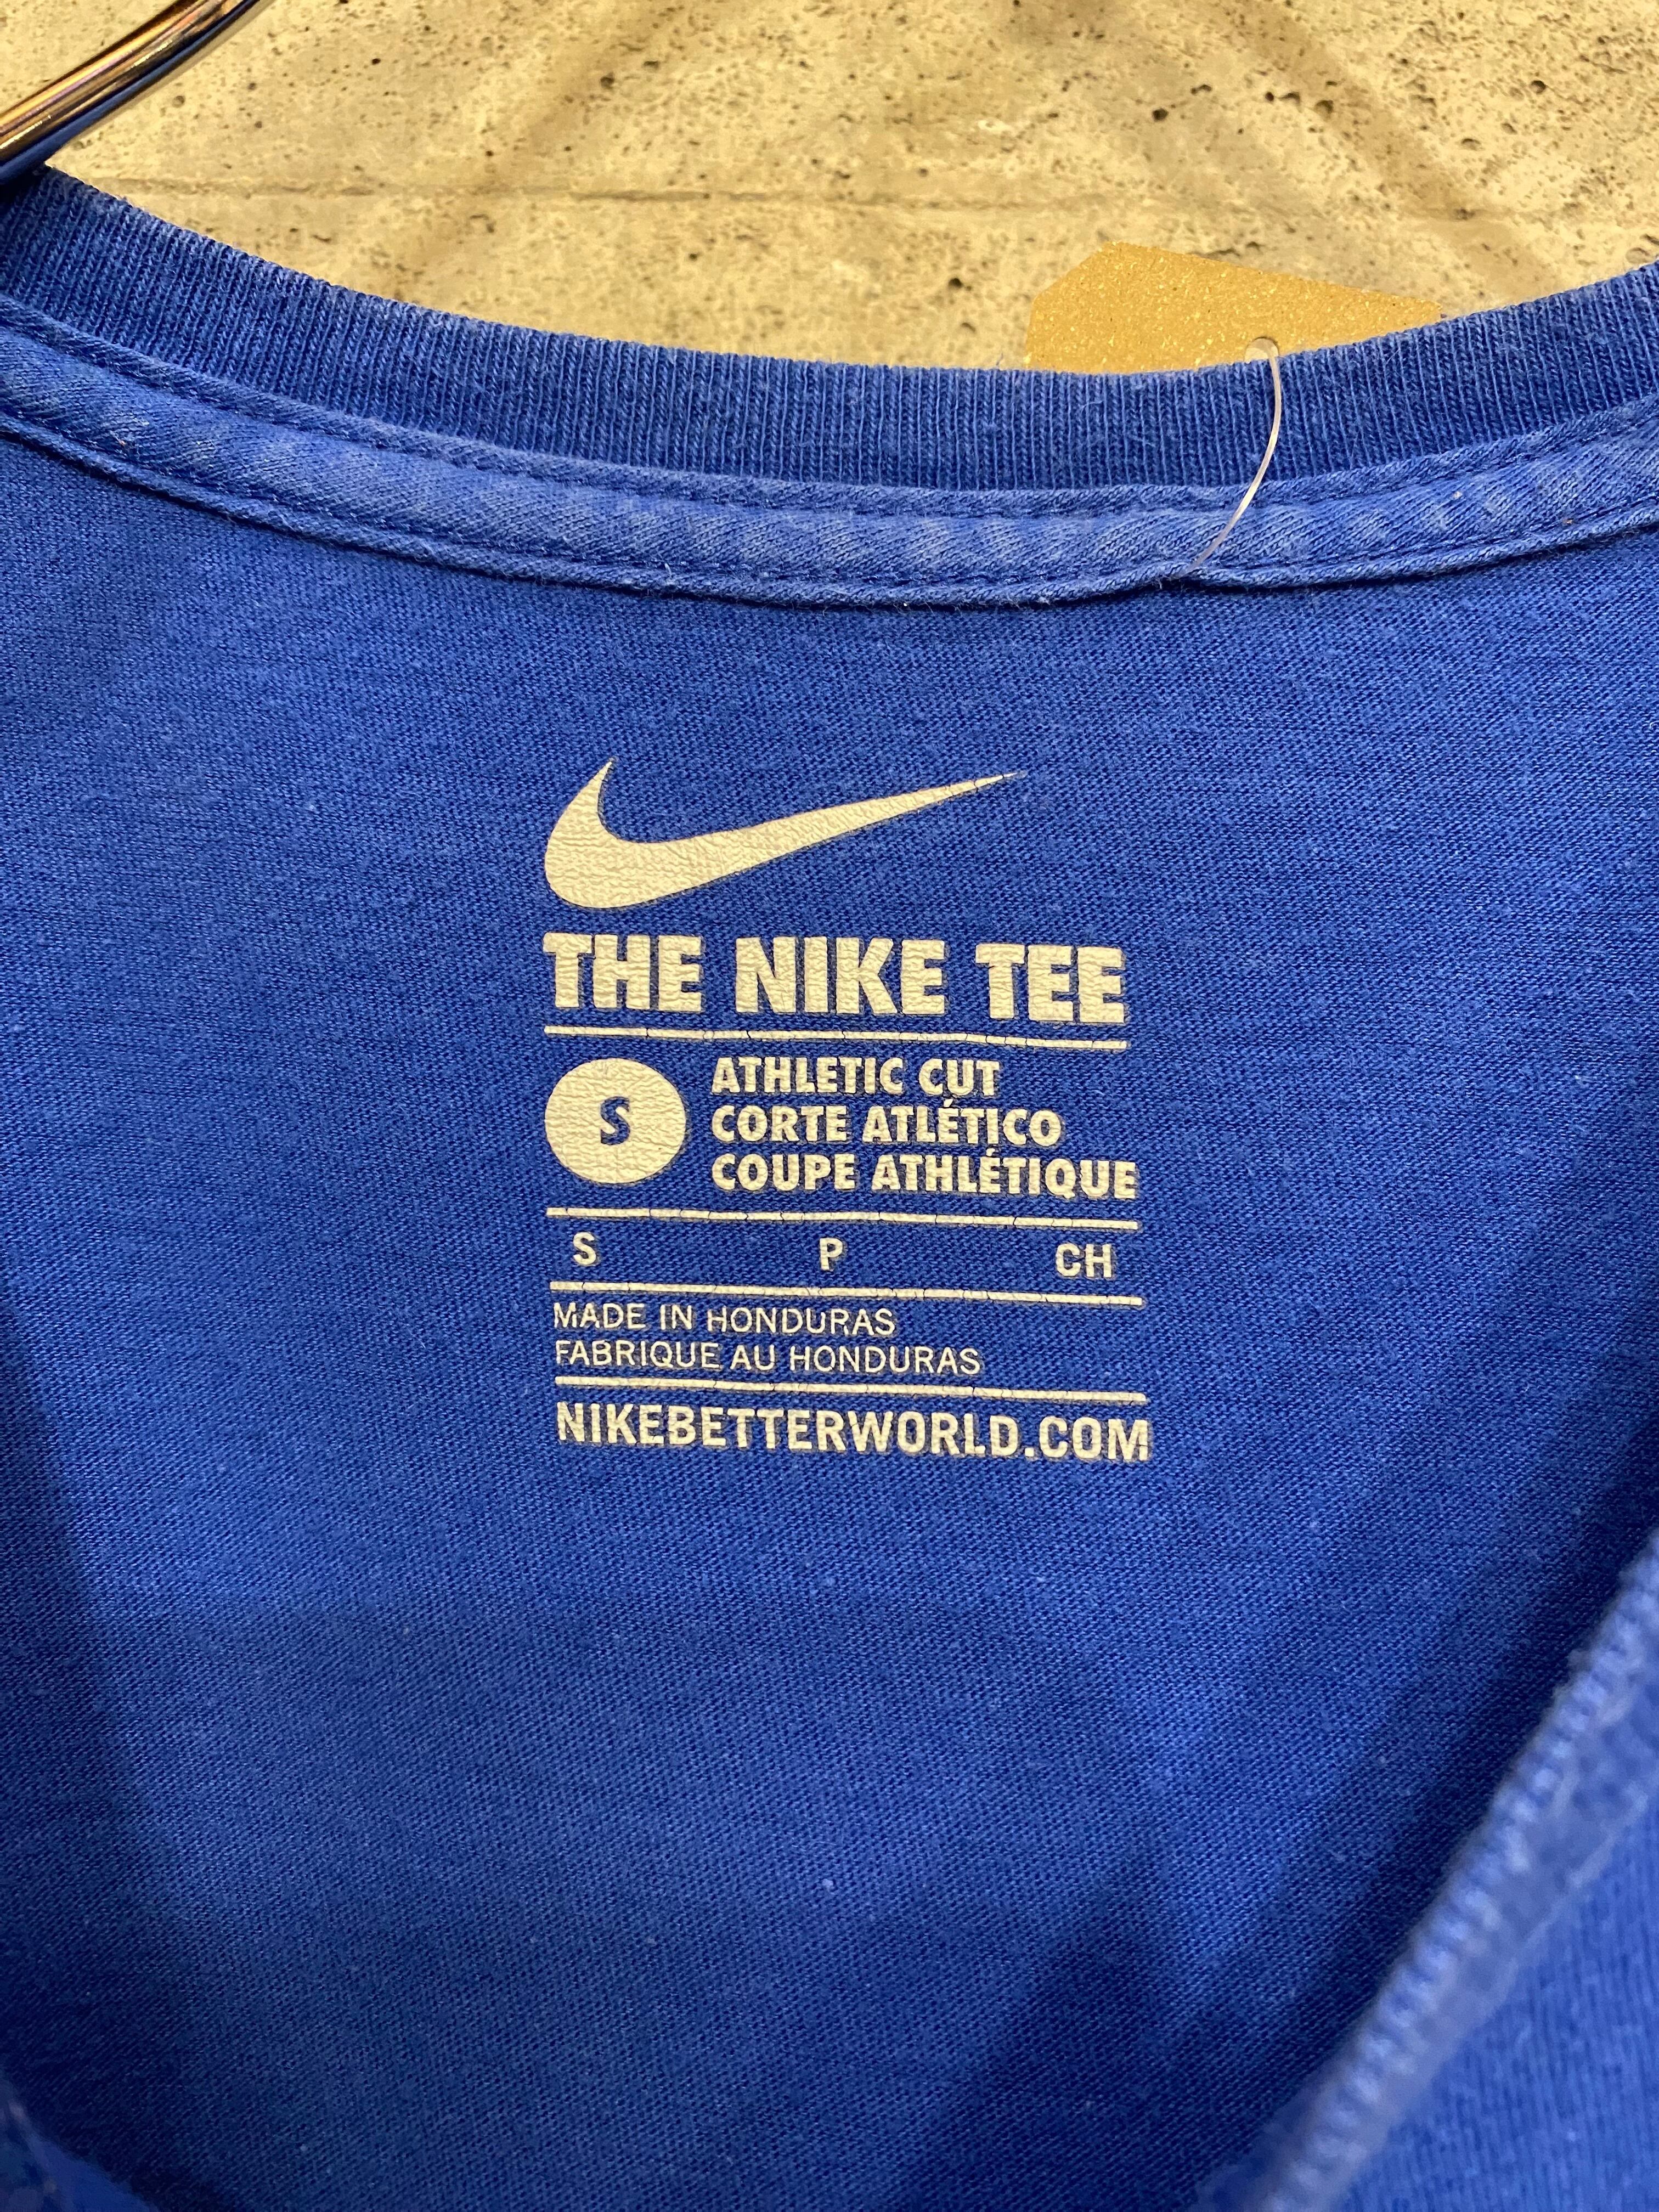 THE NIKE TEE
S
ATHLETIC CUT
CORTE ATLÉTICO
COUPE ATHLÉTIQUE
S P CH
MADE IN HONDURAS
FABRIQUE AU HONDURAS
NIKEBETTERWORLD.COM